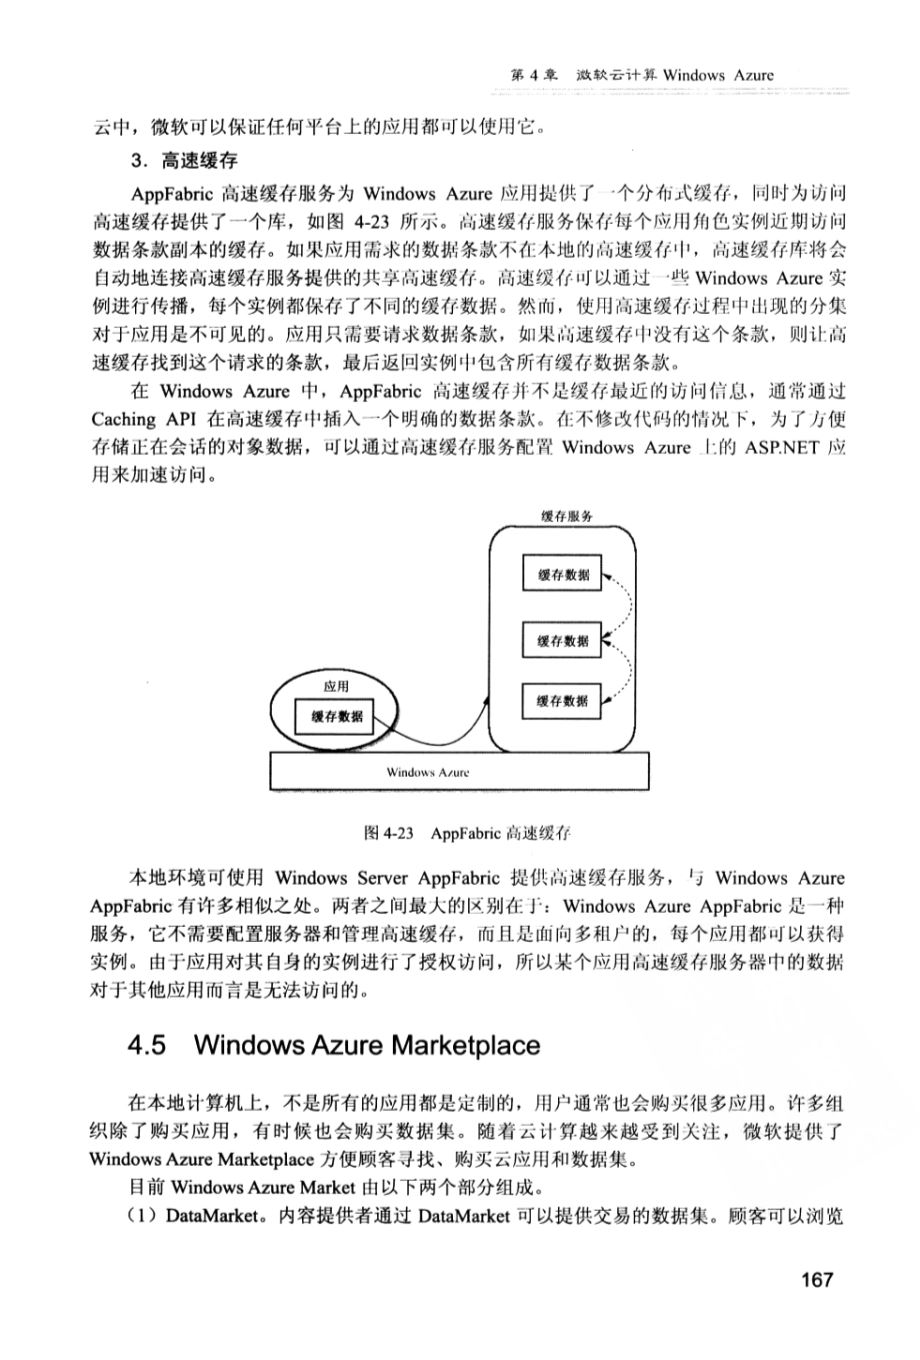 第 4 章 微软云计算 Windows Azure
云中，微软可以保证任何平台上的应用都可以使用它。
3．高速缓存
AppFabric 高速缓存服务为 Windows Azure 应用提供了一个分布式缓存，同时为访问
高速缓存提供了一个库，如图 4-23 所示。高速缓存服务保存每个应用角色实例近期访问
数据条款副本的缓存。如果应用需求的数据条款不在本地的高速缓存中，高速缓存库将会
自动地连接高速缓存服务提供的共享高速缓存。高速缓存可以通过一些 Windows Azure 实
例进行传播，每个实例都保存了不同的缓存数据。然而，使用高速缓存过程中出现的分集
对于应用是不可见的。应用只需要请求数据条款，如果高速缓存中没有这个条款，则让高
速缓存找到这个请求的条款，最后返回实例中包含所有缓存数据条款。
在 Windows Azure 中，AppFabric 高速缓存并不是缓存最近的访问信息，通常通过
Caching API 在高速缓存中插入一个明确的数据条款。在不修改代码的情况下，为了方便
存储正在会话的对象数据，可以通过高速缓存服务配置 Windows Azure 上的 ASP.NET 应
用来加速访问。
缓存服务
缓存数据
缓存数据
缓存数据
应用
缓存数据
Windows Azure
图 4-23 AppFabric 高速缓存
本地环境可使用 Windows Server AppFabric 提供高速缓存服务，与 Windows Azure
AppFabric 有许多相似之处。两者之间最大的区别在于：Windows Azure AppFabric 是一种
服务，它不需要配置服务器和管理高速缓存，而且是面向多租户的，每个应用都可以获得
实例。由于应用对其自身的实例进行了授权访问，所以某个应用高速缓存服务器中的数据
对于其他应用而言是无法访问的。
4.5 Windows Azure Marketplace
在本地计算机上，不是所有的应用都是定制的，用户通常也会购买很多应用。许多组
织除了购买应用，有时候也会购买数据集。随着云计算越来越受到关注，微软提供了
Windows Azure Marketplace 方便顾客寻找、购买云应用和数据集。
目前 Windows Azure Market 由以下两个部分组成。
（1）DataMarket。内容提供者通过 DataMarket 可以提供交易的数据集。顾客可以浏览
167